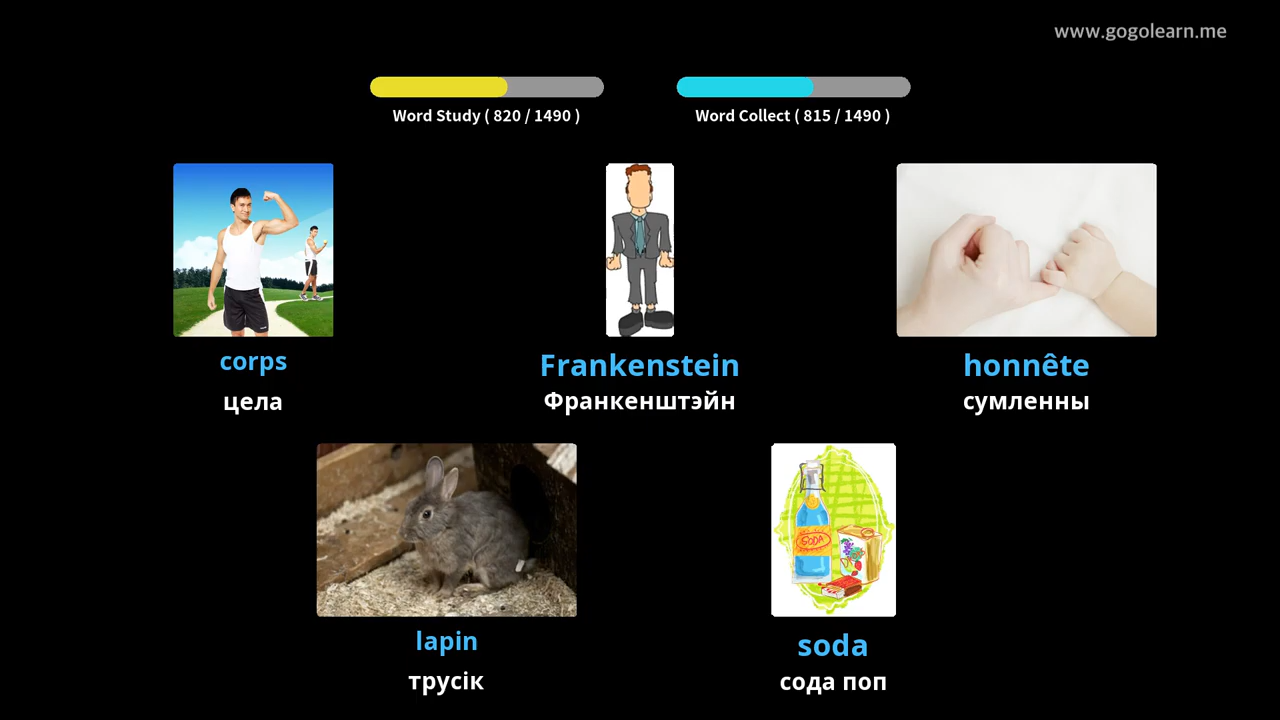 www.gogolearn.me
Word Study ( 820 / 1490 )
Word Collect ( 815 / 1490 )
corps
цела
Frankenstein
Франкенштэйн
honnête
сумленны
SODA
lapin
трусік
soda
сода поп